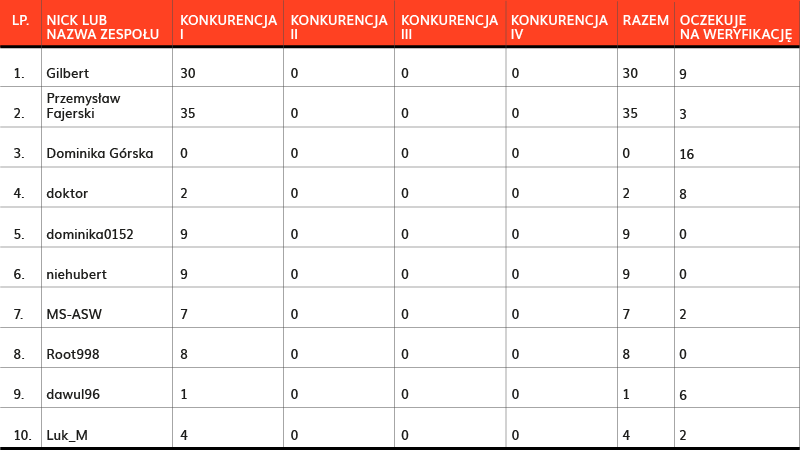 LP. NICK LUB NAZWA ZESPOŁU KONKURENCJA I KONKURENCJA II KONKURENCJA III KONKURENCJA IV RAZEM OCZEKUJE NA WERYFIKACJĘ
1. Gilbert 30 0 0 0 30 9
2. Przemysław Fajerski 35 0 0 0 35 3
3. Dominika Górska 0 0 0 0 0 16
4. doktor 2 0 0 0 2 8
5. dominika0152 9 0 0 0 9 0
6. niehubert 9 0 0 0 9 0
7. MS-ASW 7 0 0 0 7 2
8. Root998 8 0 0 0 8 0
9. dawul96 1 0 0 0 1 6
10. Luk_M 4 0 0 0 4 2